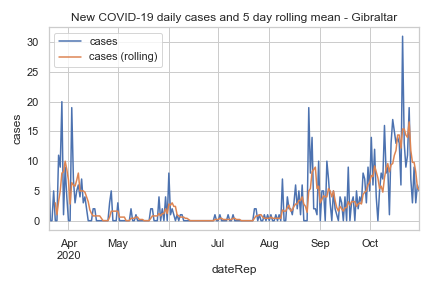 New COVID-19 daily cases and 5 day rolling mean - Gibraltar
cases
cases (rolling)
cases
30
25
20
15
10
5
0
Apr
2020
May
Jun
Jul
Aug
Sep
Oct
dateRep